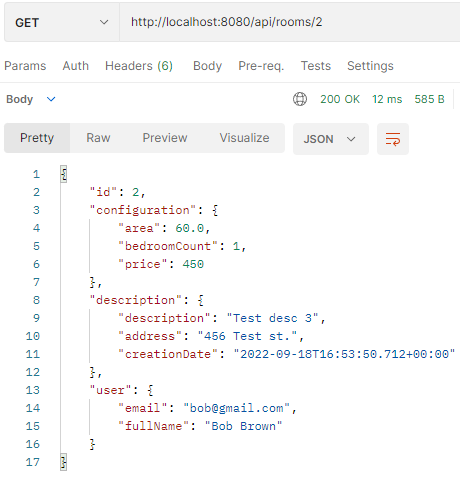 GET http://localhost:8080/api/rooms/2
Params Auth Headers (6) Body Pre-req. Tests Settings
Body 200 OK 12 ms 585 B
Pretty Raw Preview Visualize JSON
1 {
2 "id": 2,
3 "configuration": {
4 "area": 60.0,
5 "bedroomCount": 1,
6 "price": 450
7 },
8 "description": {
9 "description": "Test desc 3",
10 "address": "456 Test st.",
11 "creationDate": "2022-09-18T16:53:50.712+00:00"
12 },
13 "user": {
14 "email": "bob@gmail.com",
15 "fullName": "Bob Brown"
16 }
17 }